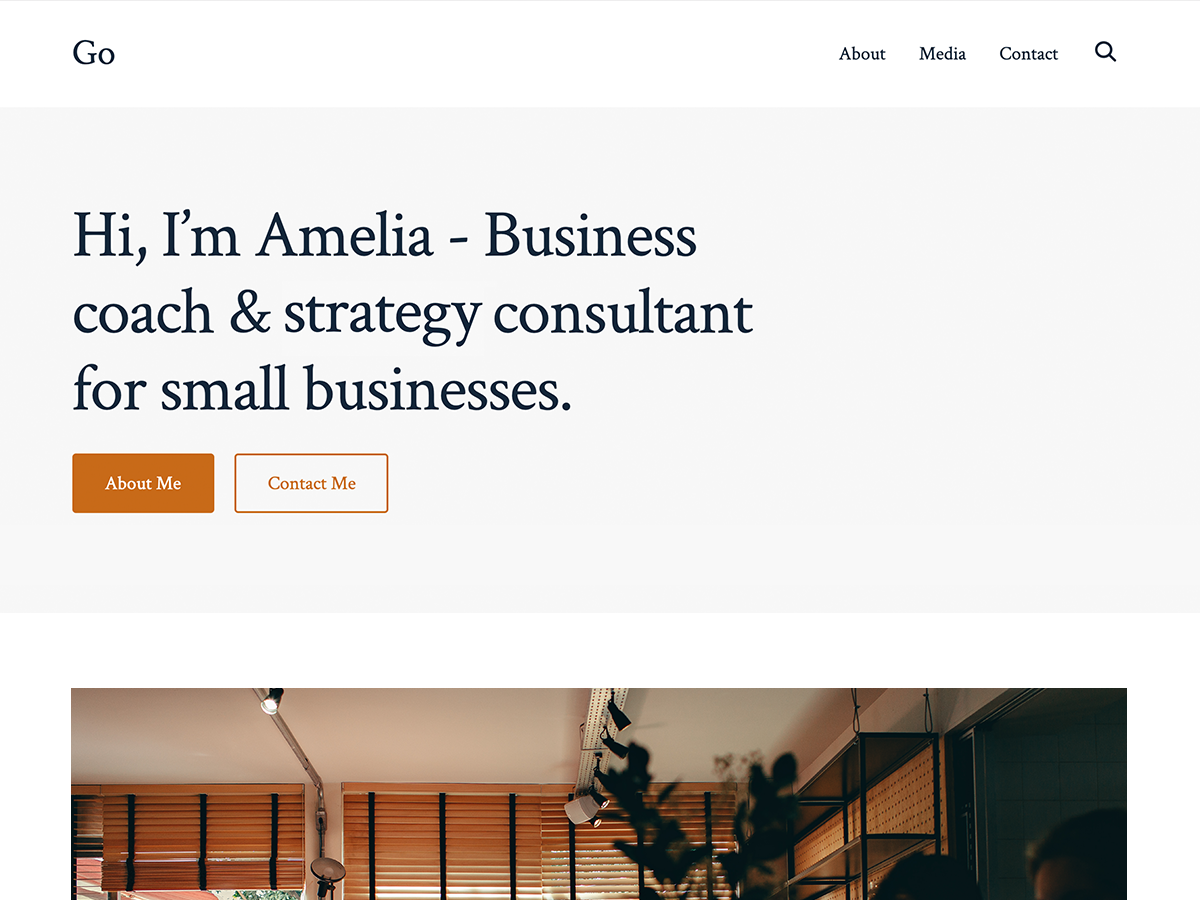 Go
About Media Contact
Hi, I’m Amelia - Business
coach & strategy consultant
for small businesses.
About Me
Contact Me